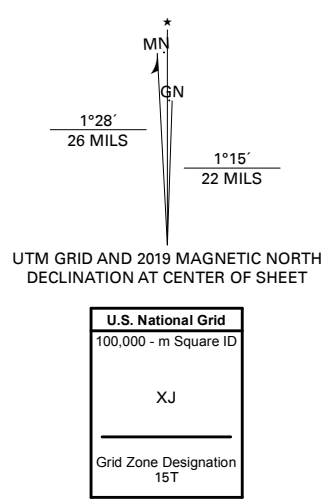 MN
GN
1°28´
26 MILS
1°15´
22 MILS
UTM GRID AND 2019 MAGNETIC NORTH
DECLINATION AT CENTER OF SHEET
U.S. National Grid
100,000 - m Square ID
XJ
Grid Zone Designation
15T